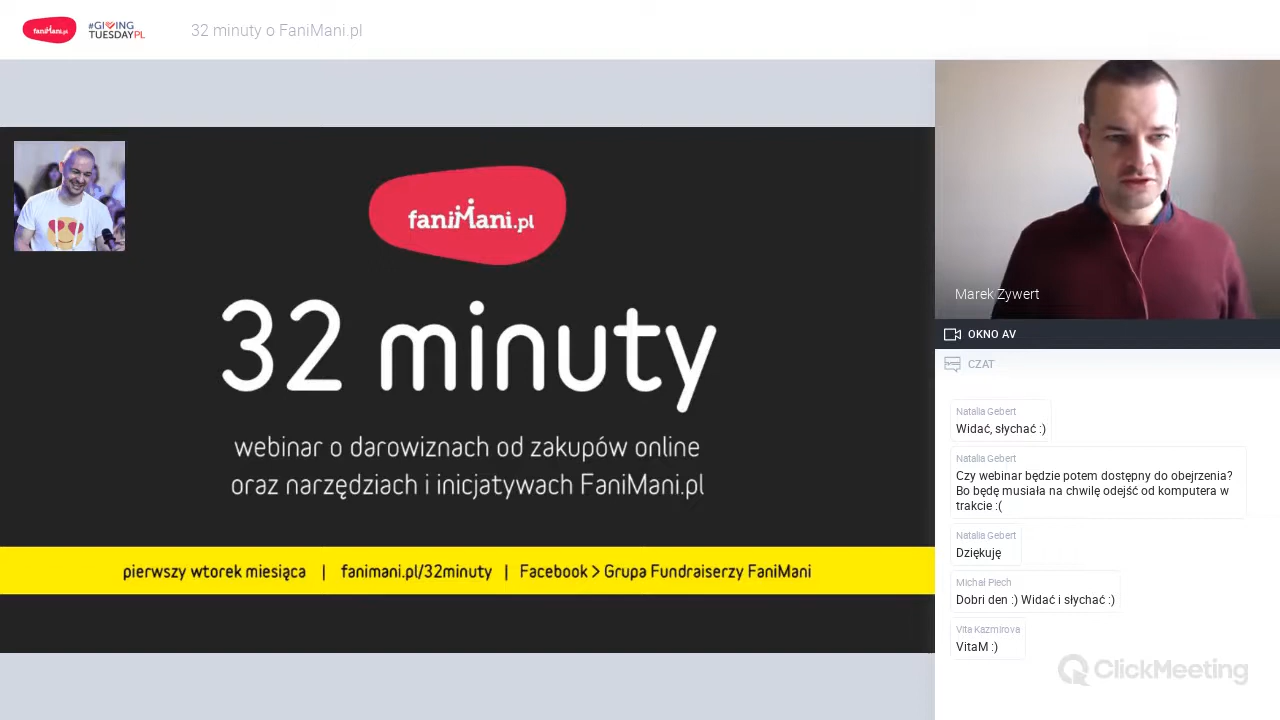 faniMani.pl
#GIVING
TUESDAYPL
32 minuty o FaniMani.pl
faniMani.pl
32 minuty
webinar o darowiznach od zakupów online
oraz narzędziach i inicjatywach FaniMani.pl
pierwszy wtorek miesiąca | fanimani.pl/32minuty | Facebook > Grupa Fundraiserzy FaniMani
Marek Zywert
OKNO AV
CZAT
Natalia Gebert
Widać, słychać :)
Natalia Gebert
Czy webinar będzie potem dostępny do obejrzenia?
Bo będę musiała na chwilę odejść od komputera w
trakcie :(
Natalia Gebert
Dziękuję
Michał Piech
Dobri den :) Widać i słychać :)
Vita Kazmirova
VitaM :)
ClickMeeting